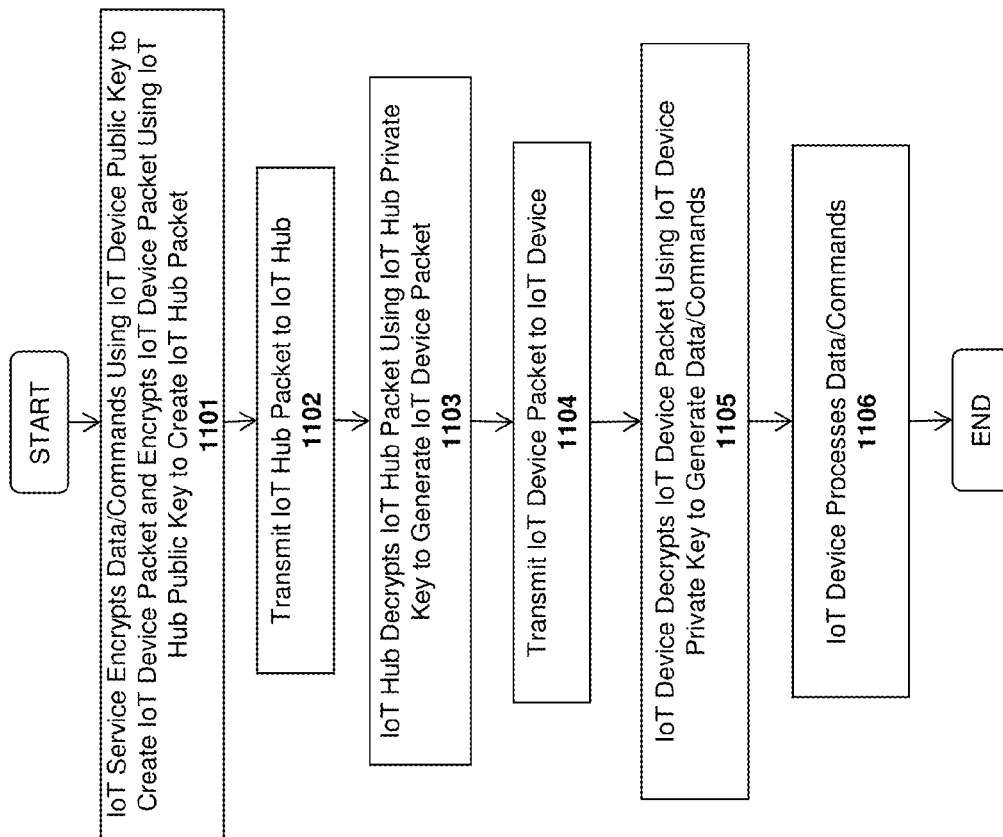 START
IoT Service Encrypts Data/Commands Using IoT Device Public Key to
Create IoT Device Packet and Encrypts IoT Device Packet Using IoT
Hub Public Key to Create IoT Hub Packet
1101
Transmit IoT Hub Packet to IoT Hub
1102
IoT Hub Decrypts IoT Hub Packet Using IoT Hub Private
Key to Generate IoT Device Packet
1103
Transmit IoT Device Packet to IoT Device
1104
IoT Device Decrypts IoT Device Packet Using IoT Device
Private Key to Generate Data/Commands
1105
IoT Device Processes Data/Commands
1106
END